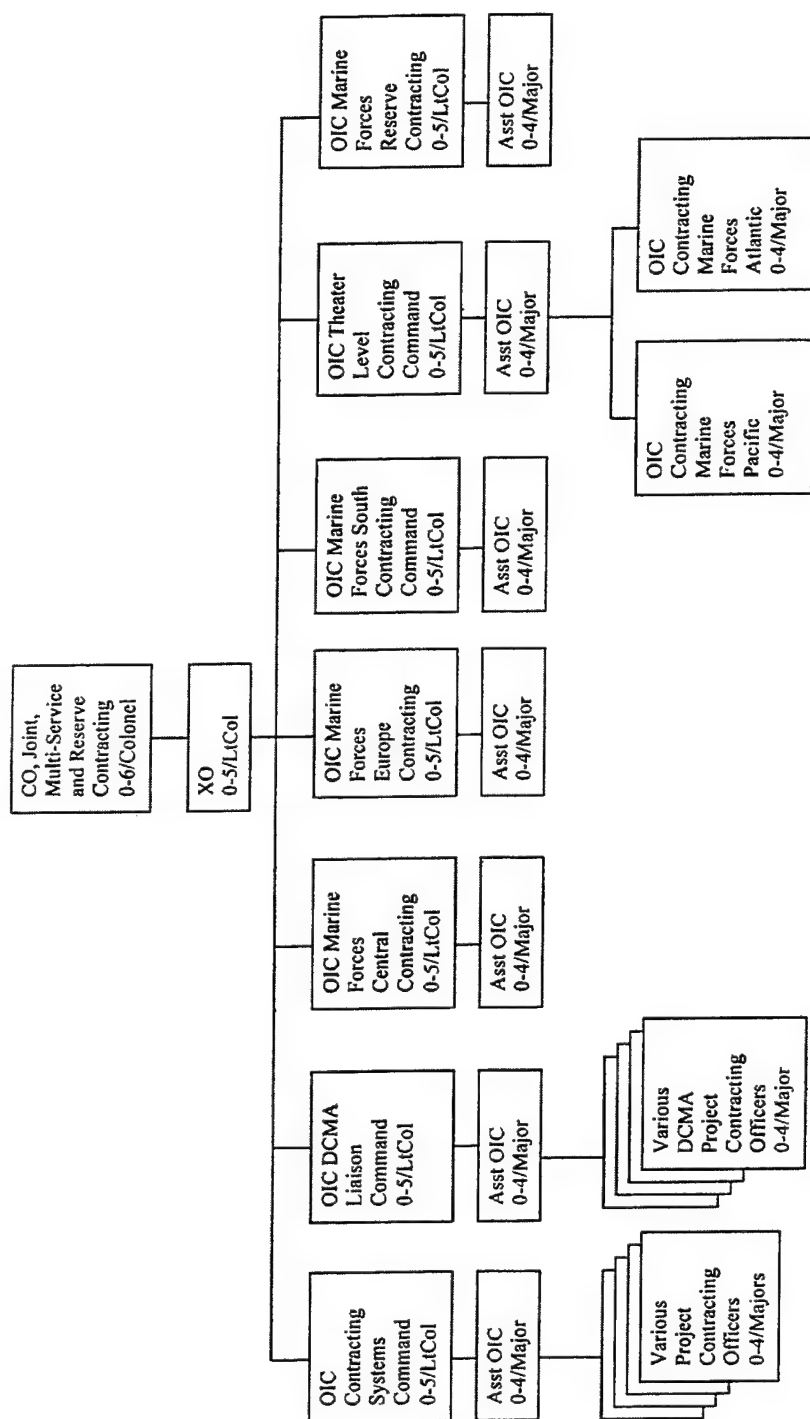 CO, Joint,
Multi-Service
and Reserve
Contracting
0-6/Colonel
XO
0-5/LtCol
OIC
Contracting
Systems
Command
0-5/LtCol
OIC DCMA
Liaison
Command
0-5/LtCol
OIC Marine
Forces
Central
Contracting
0-5/LtCol
OIC Marine
Forces
Europe
Contracting
0-5/LtCol
OIC Marine
Forces South
Contracting
Command
0-5/LtCol
OIC Theater
Level
Contracting
Command
0-5/LtCol
OIC Marine
Forces
Reserve
Contracting
0-5/LtCol
Asst OIC
0-4/Major
Asst OIC
0-4/Major
Asst OIC
0-4/Major
Asst OIC
0-4/Major
Asst OIC
0-4/Major
Asst OIC
0-4/Major
Asst OIC
0-4/Major
Various
Project
Contracting
Officers
0-4/Majors
Various
DCMA
Project
Contracting
Officers
0-4/Major
OIC
Contracting
Marine
Forces
Pacific
0-4/Major
OIC
Contracting
Marine
Forces
Atlantic
0-4/Major